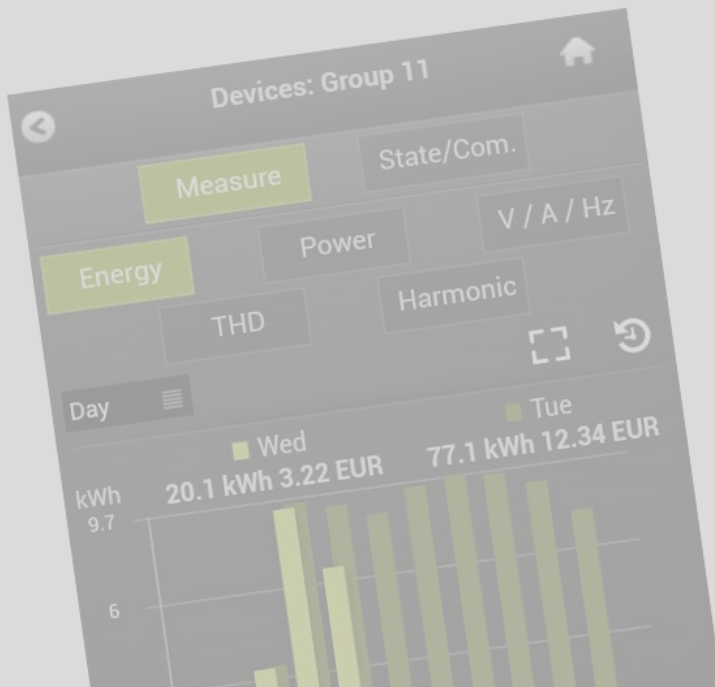 Devices: Group 11
Measure State/Com.
Energy Power V / A / Hz
THD Harmonic
Day
Wed Tue
20.1 kWh 3.22 EUR 77.1 kWh 12.34 EUR
kWh
9.7
6